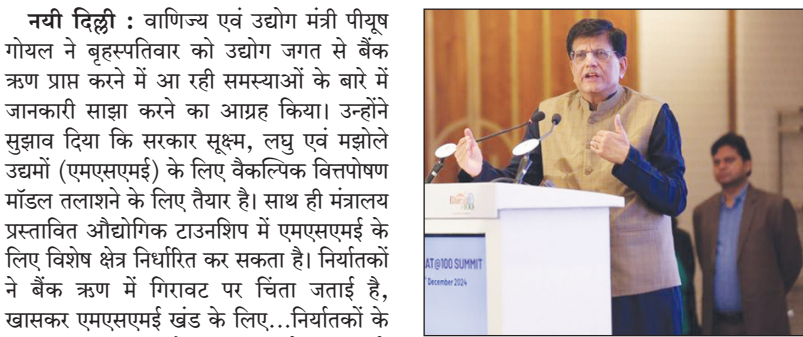 नयी दिल्ली : वाणिज्य एवं उद्योग मंत्री पीयूष
गोयल ने बृहस्पतिवार को उद्योग जगत से बैंक
ऋण प्राप्त करने में आ रही समस्याओं के बारे में
जानकारी साझा करने का आग्रह किया। उन्होंने
सुझाव दिया कि सरकार सूक्ष्म, लघु एवं मझोले
उद्यमों (एमएसएमई) के लिए वैकल्पिक वित्तपोषण
मॉडल तलाशने के लिए तैयार है। साथ ही मंत्रालय
प्रस्तावित औद्योगिक टाउनशिप में एमएसएमई के
लिए विशेष क्षेत्र निर्धारित कर सकता है। निर्यातकों
ने बैंक ऋण में गिरावट पर चिंता जताई है,
खासकर एमएसएमई खंड के लिए...निर्यातकों के
AT@100 SUMMIT
December 2024